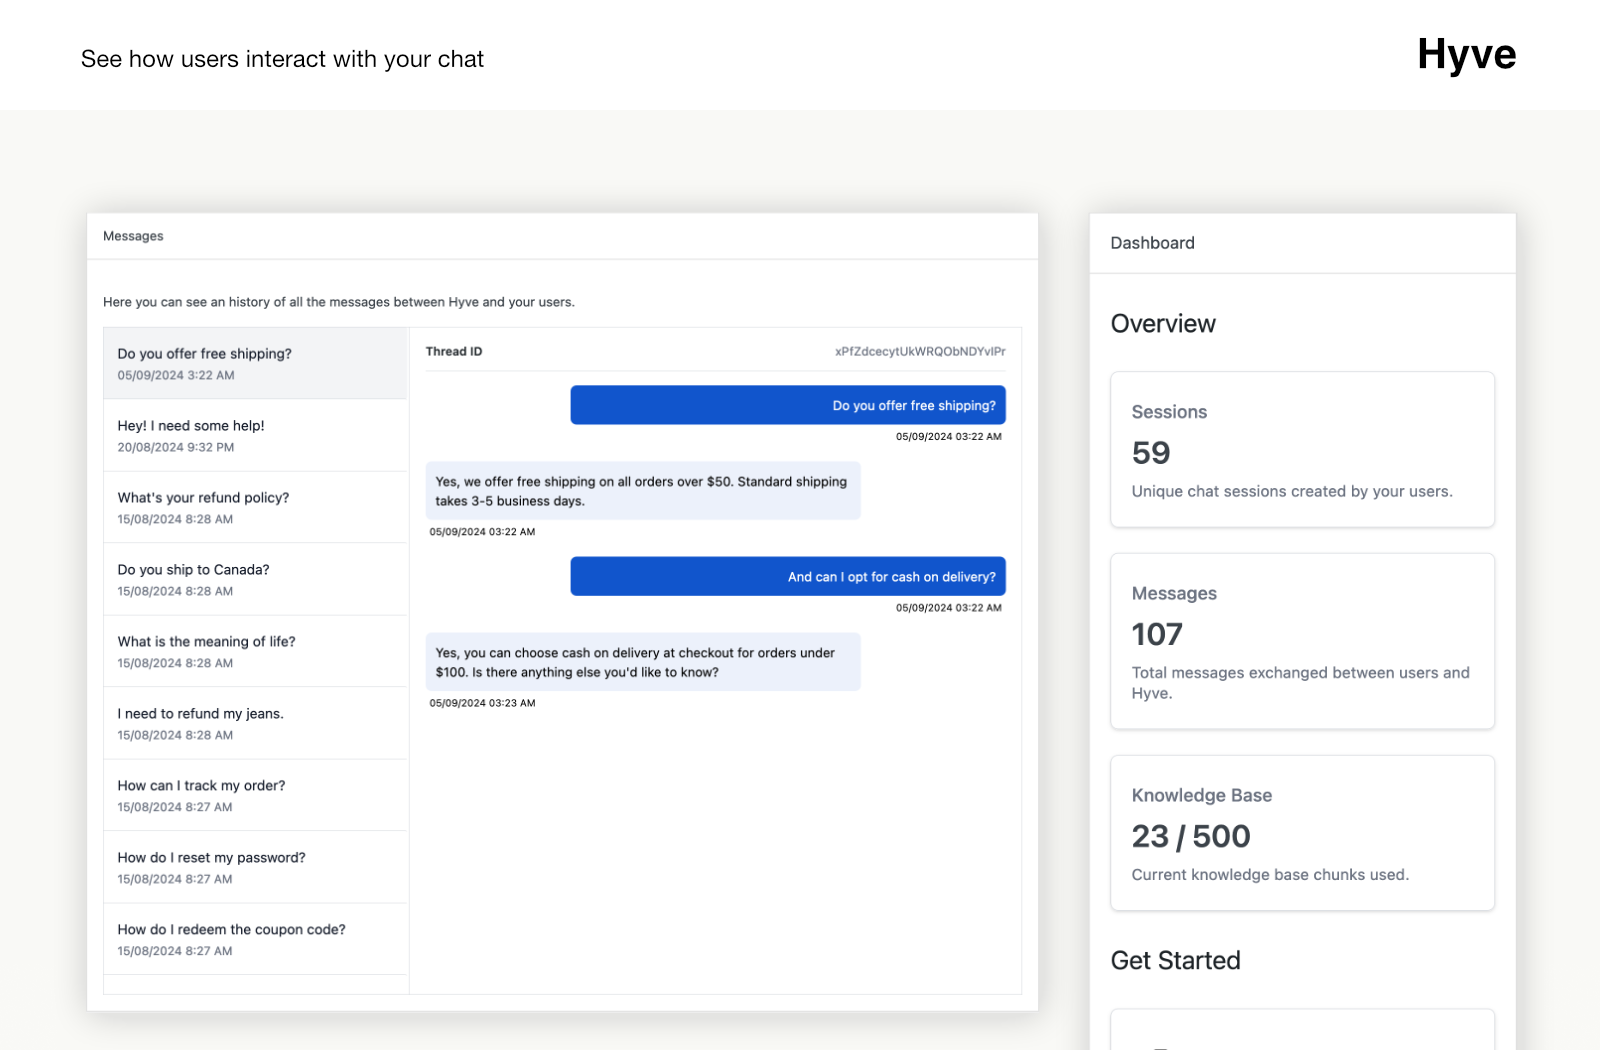 See how users interact with your chat
Hyve
Messages
Here you can see an history of all the messages between Hyve and your users.
Do you offer free shipping?
05/09/2024 3:22 AM
Hey! I need some help!
20/08/2024 9:32 PM
What's your refund policy?
15/08/2024 8:28 AM
Do you ship to Canada?
15/08/2024 8:28 AM
What is the meaning of life?
15/08/2024 8:28 AM
I need to refund my jeans.
15/08/2024 8:28 AM
How can I track my order?
15/08/2024 8:27 AM
How do I reset my password?
15/08/2024 8:27 AM
How do I redeem the coupon code?
15/08/2024 8:27 AM
Thread ID
xPfZdcecytUkWRQObNDYvIPr
Do you offer free shipping?
05/09/2024 03:22 AM
Yes, we offer free shipping on all orders over $50. Standard shipping
takes 3-5 business days.
05/09/2024 03:22 AM
And can I opt for cash on delivery?
05/09/2024 03:22 AM
Yes, you can choose cash on delivery at checkout for orders under
$100. Is there anything else you'd like to know?
05/09/2024 03:23 AM
Dashboard
Overview
Sessions
59
Unique chat sessions created by your users.
Messages
107
Total messages exchanged between users and
Hyve.
Knowledge Base
23 / 500
Current knowledge base chunks used.
Get Started